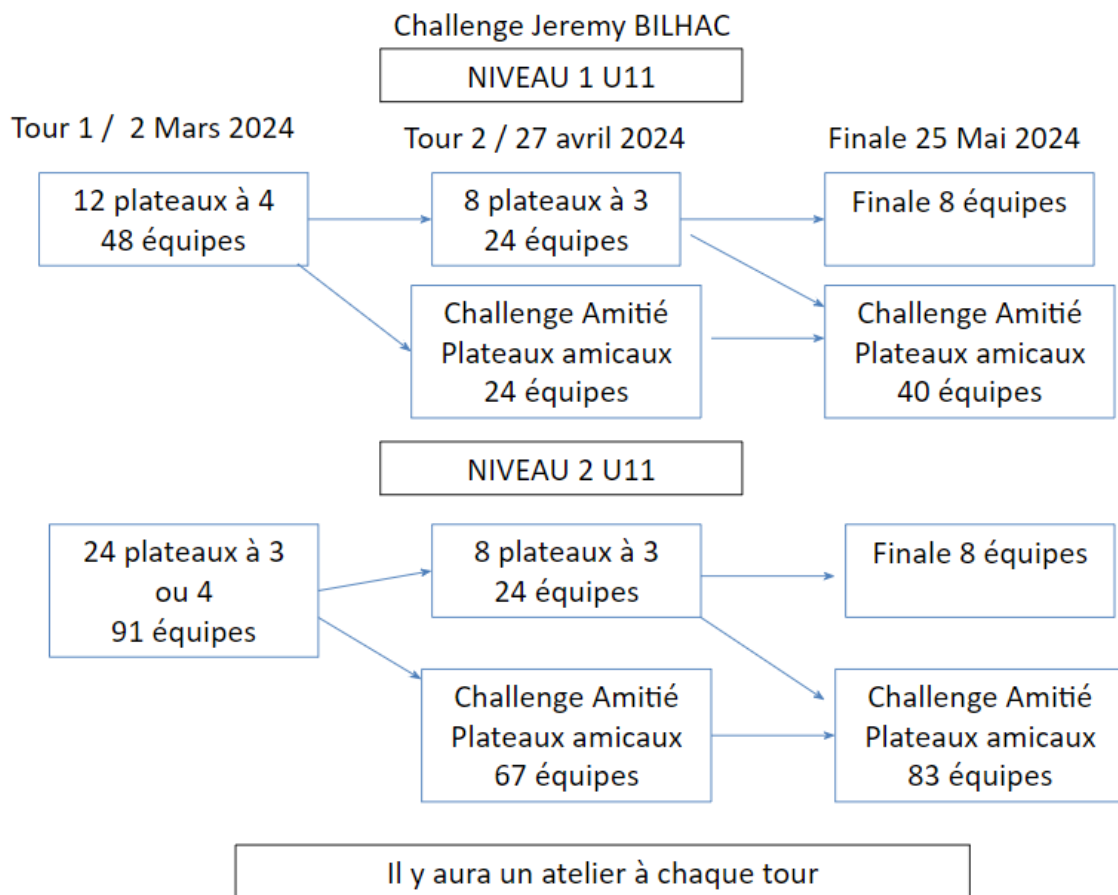 Challenge Jeremy BILHAC
NIVEAU 1 U11
Tour 1 / 2 Mars 2024
Tour 2 / 27 avril 2024
Finale 25 Mai 2024
12 plateaux à 4
48 équipes
8 plateaux à 3
24 équipes
Finale 8 équipes
Challenge Amitié
Plateaux amicaux
24 équipes
Challenge Amitié
Plateaux amicaux
40 équipes
NIVEAU 2 U11
24 plateaux à 3
ou 4
91 équipes
8 plateaux à 3
24 équipes
Finale 8 équipes
Challenge Amitié
Plateaux amicaux
67 équipes
Challenge Amitié
Plateaux amicaux
83 équipes
Il y aura un atelier à chaque tour